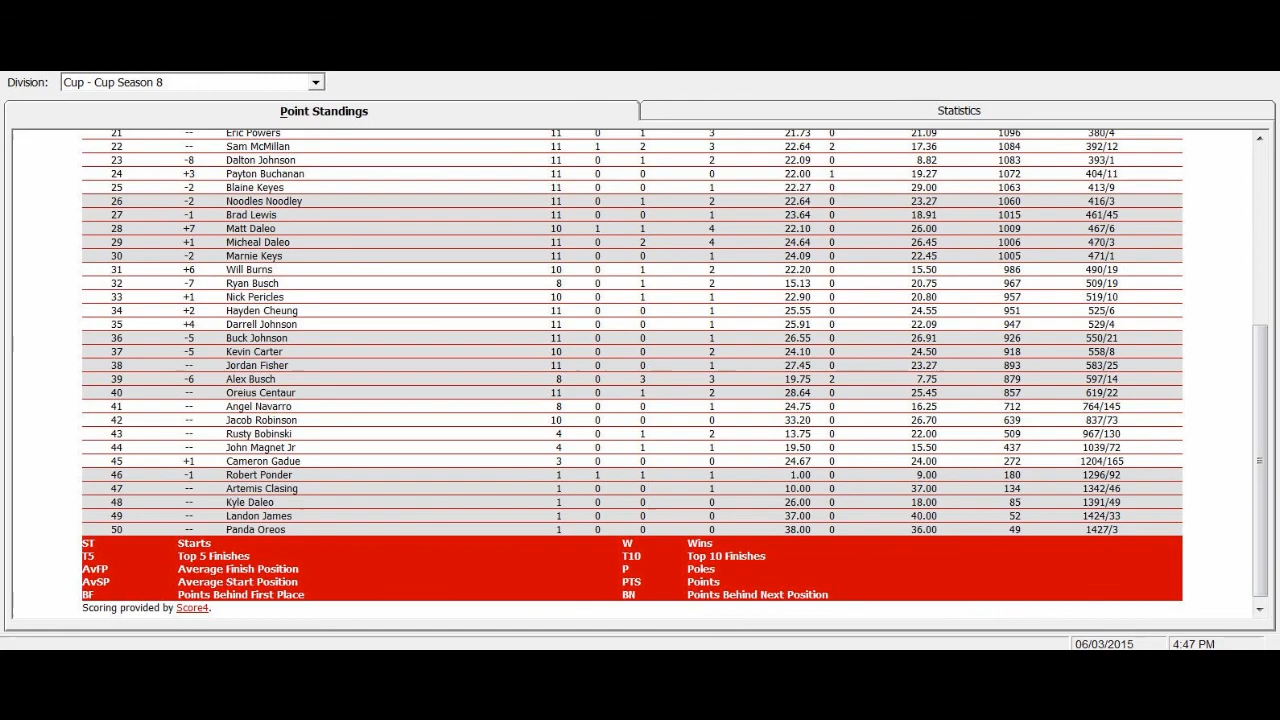 Division: Cup - Cup Season 8
Point Standings Statistics
21 -- Eric Powers 11 0 1 3 21.73 0 21.09 1096 380/4
22 -- Sam McMillan 11 1 2 3 22.64 2 17.36 1084 392/12
23 -8 Dalton Johnson 11 0 1 2 22.09 0 8.82 1083 393/1
24 +3 Payton Buchanan 11 0 0 0 22.00 1 19.27 1072 404/11
25 -2 Blaine Keyes 11 0 0 1 22.27 0 29.00 1063 413/9
26 -2 Noodles Noodley 11 0 1 2 22.64 0 23.27 1060 416/3
27 -1 Brad Lewis 11 0 0 1 23.64 0 18.91 1015 461/45
28 +7 Matt Daleo 10 1 1 4 22.10 0 26.00 1009 467/6
29 +1 Micheal Daleo 11 0 2 4 24.64 0 26.45 1006 470/3
30 -2 Marnie Keys 11 0 0 1 24.09 0 22.45 1005 471/1
31 +6 Will Burns 10 0 1 2 22.20 0 15.50 986 490/19
32 -7 Ryan Busch 8 0 1 2 15.13 0 20.75 967 509/19
33 +1 Nick Pericles 10 0 1 1 22.90 0 20.80 957 519/10
34 +2 Hayden Cheung 11 0 0 0 25.55 0 24.55 951 525/6
35 +4 Darrell Johnson 11 0 0 1 25.91 0 22.09 947 529/4
36 -5 Buck Johnson 11 0 0 0 26.55 0 26.91 926 550/21
37 -5 Kevin Carter 10 0 0 2 24.10 0 24.50 918 558/8
38 -- Jordan Fisher 11 0 0 1 27.45 0 23.27 893 583/25
39 -6 Alex Busch 8 0 3 3 19.75 2 7.75 879 597/14
40 -- Oreius Centaur 11 0 1 2 28.64 0 25.45 857 619/22
41 -- Angel Navarro 8 0 0 1 24.75 0 16.25 712 764/145
42 -- Jacob Robinson 10 0 0 0 33.20 0 26.70 639 837/73
43 -- Rusty Bobinski 4 0 1 2 13.75 0 22.00 509 967/130
44 -- John Magnet Jr 4 0 1 1 19.50 0 15.50 437 1039/72
45 +1 Cameron Gadue 3 0 0 0 24.67 0 24.00 272 1204/165
46 -1 Robert Ponder 1 1 1 1 1.00 0 9.00 180 1296/92
47 -- Artemis Clasing 1 0 0 1 10.00 0 37.00 134 1342/46
48 -- Kyle Daleo 1 0 0 0 26.00 0 18.00 85 1391/49
49 -- Landon James 1 0 0 0 37.00 0 40.00 52 1424/33
50 -- Panda Oreos 1 0 0 0 38.00 0 36.00 49 1427/3
ST Starts W Wins
T5 Top 5 Finishes T10 Top 10 Finishes
AvFP Average Finish Position P Poles
AvSP Average Start Position PTS Points
BF Points Behind First Place BN Points Behind Next Position
Scoring provided by Score4.
06/03/2015 4:47 PM